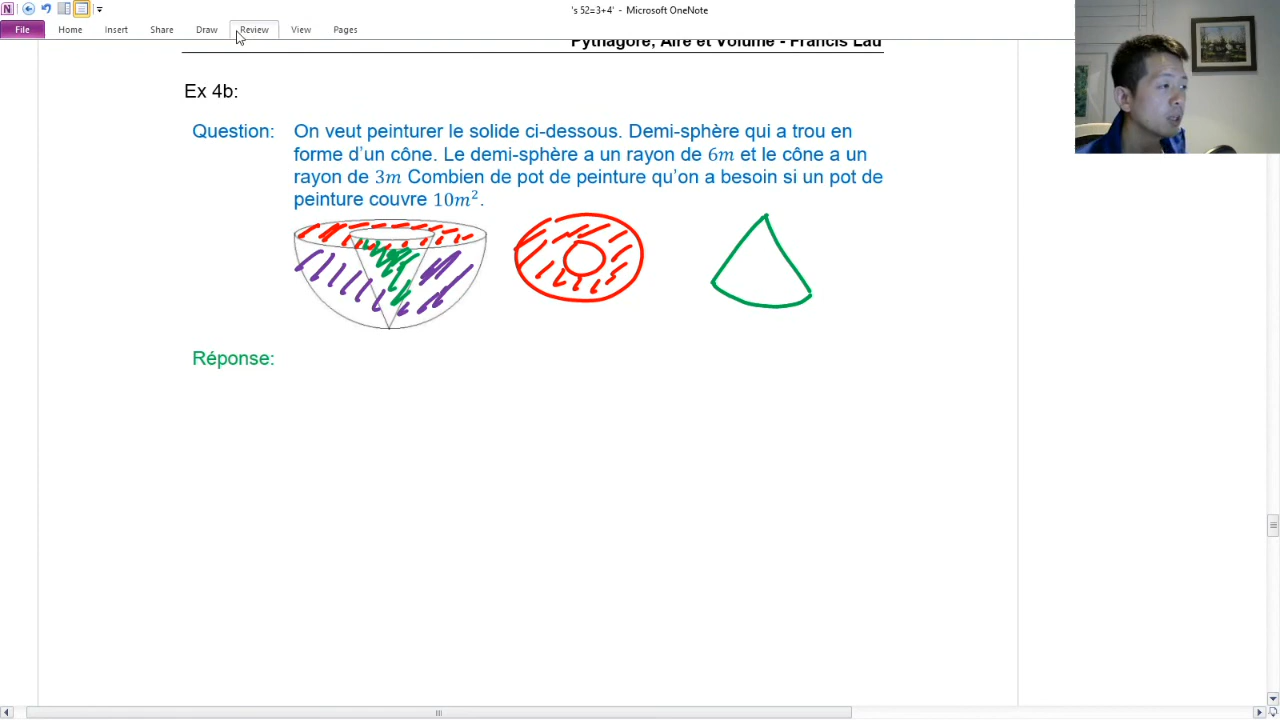 's 52=3+4' - Microsoft OneNote
File Home Insert Share Draw Review View Pages
Pythagore, Aire et Volume - Francis Lau
Ex 4b:
Question: On veut peinturer le solide ci-dessous. Demi-sphère qui a trou en
forme d'un cône. Le demi-sphère a un rayon de 6m et le cône a un
rayon de 3m Combien de pot de peinture qu'on a besoin si un pot de
peinture couvre 10m².
Réponse: